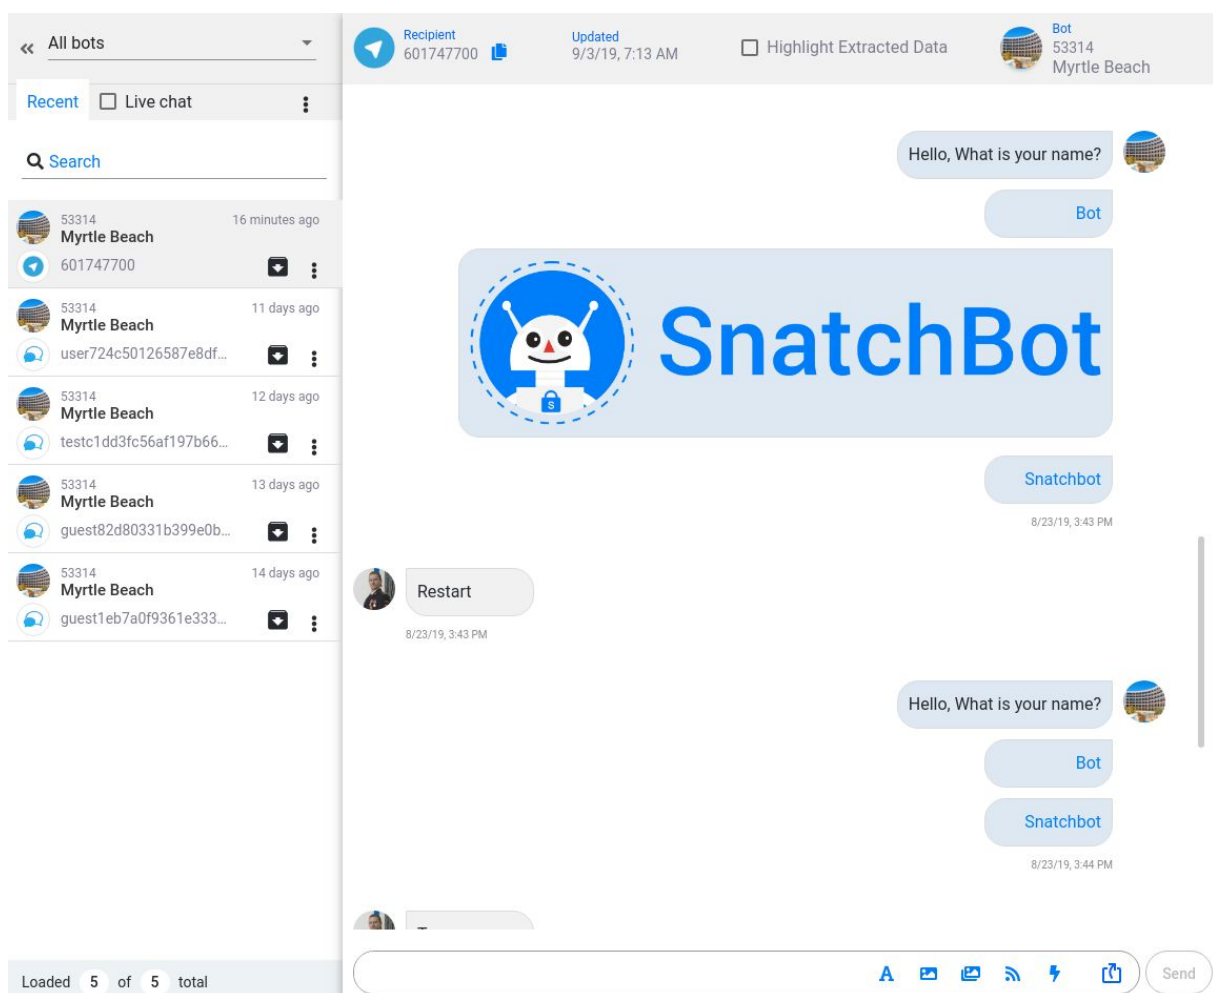 All bots
Recent
Live chat
Search
53314
16 minutes ago
Myrtle Beach
601747700
53314
11 days ago
Myrtle Beach
user724c50126587e8df...
53314
12 days ago
Myrtle Beach
testc1dd3fc56af197b66...
53314
13 days ago
Myrtle Beach
guest82d80331b399e0b...
53314
14 days ago
Myrtle Beach
guest1eb7a0f9361e333...
Loaded 5 of 5 total
Recipient
601747700
Updated
9/3/19, 7:13 AM
Highlight Extracted Data
Bot
53314
Myrtle Beach
Hello, What is your name?
Bot
S
SnatchBot
Snatchbot
8/23/19, 3:43 PM
Restart
8/23/19, 3:43 PM
Hello, What is your name?
Bot
Snatchbot
8/23/19, 3:44 PM
A
Send